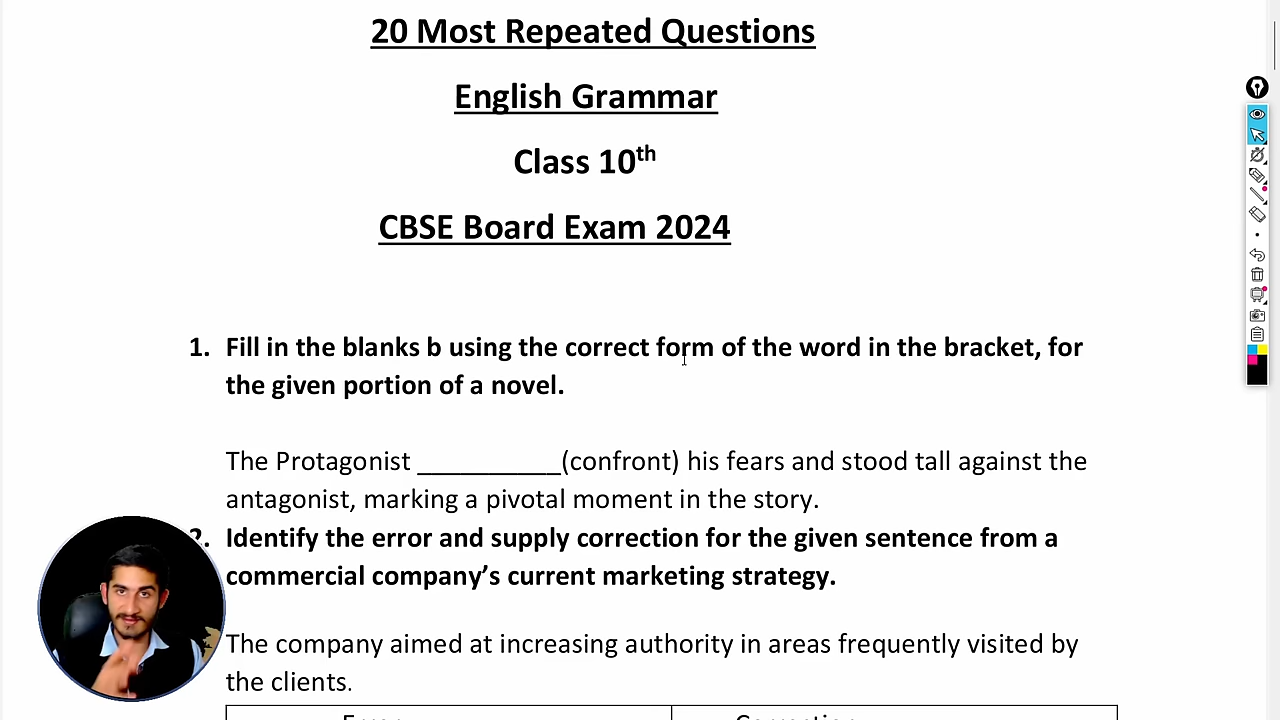 20 Most Repeated Questions
English Grammar
Class 10th
CBSE Board Exam 2024
1. Fill in the blanks b using the correct form of the word in the bracket, for
the given portion of a novel.
The Protagonist __________(confront) his fears and stood tall against the
antagonist, marking a pivotal moment in the story.
2. Identify the error and supply correction for the given sentence from a
commercial company's current marketing strategy.
The company aimed at increasing authority in areas frequently visited by
the clients.
Error Correction